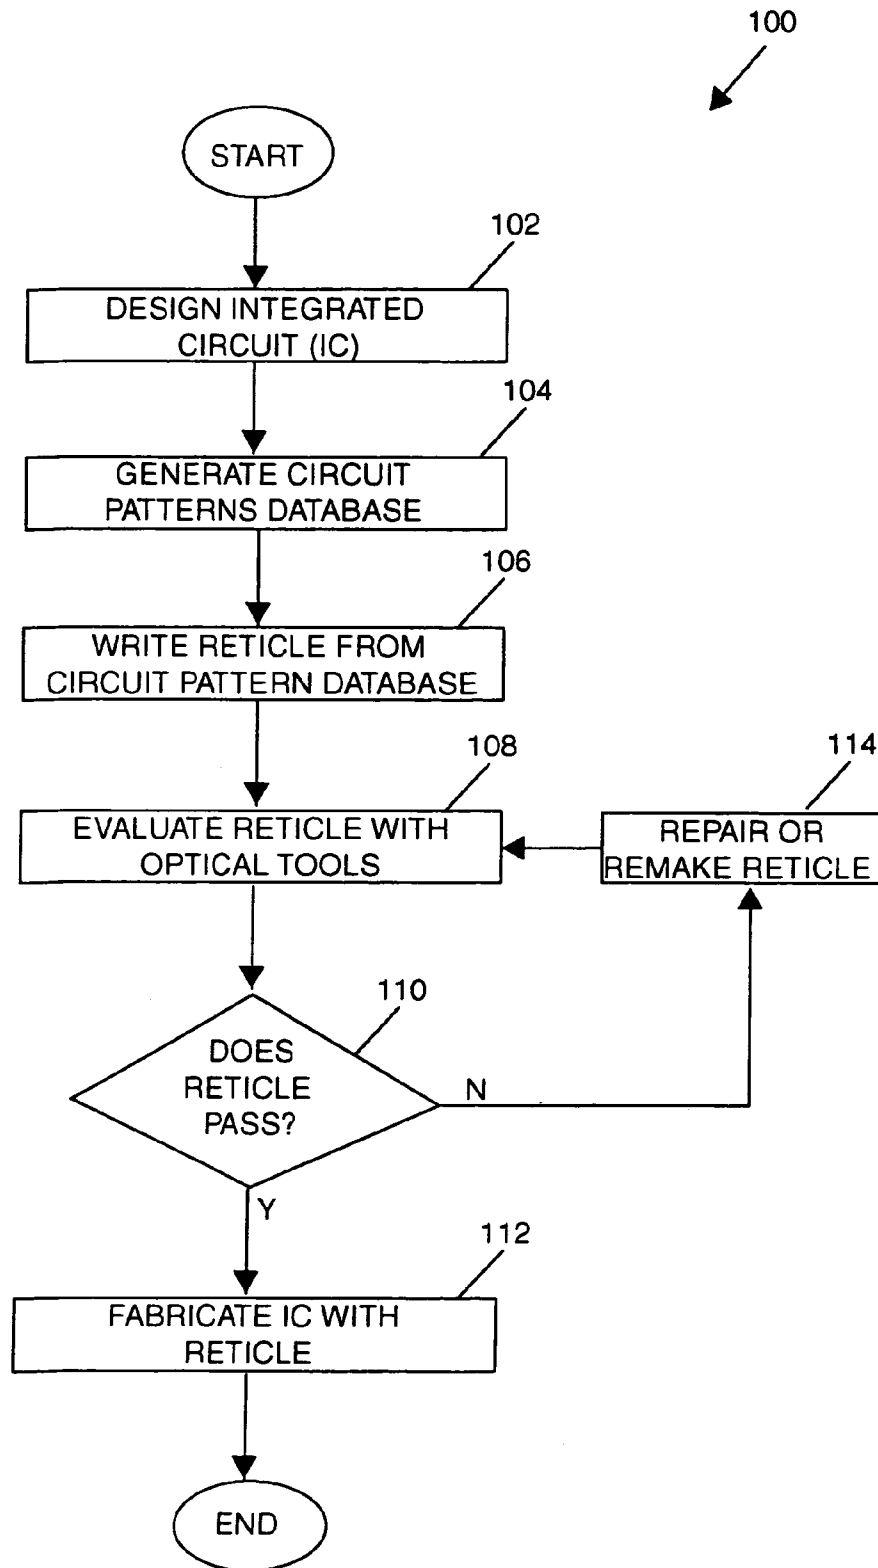 100
START
102
DESIGN INTEGRATED
CIRCUIT (IC)
104
GENERATE CIRCUIT
PATTERNS DATABASE
106
WRITE RETICLE FROM
CIRCUIT PATTERN DATABASE
108
EVALUATE RETICLE WITH
OPTICAL TOOLS
114
REPAIR OR
REMAKE RETICLE
110
DOES
RETICLE
PASS?
N
Y
112
FABRICATE IC WITH
RETICLE
END